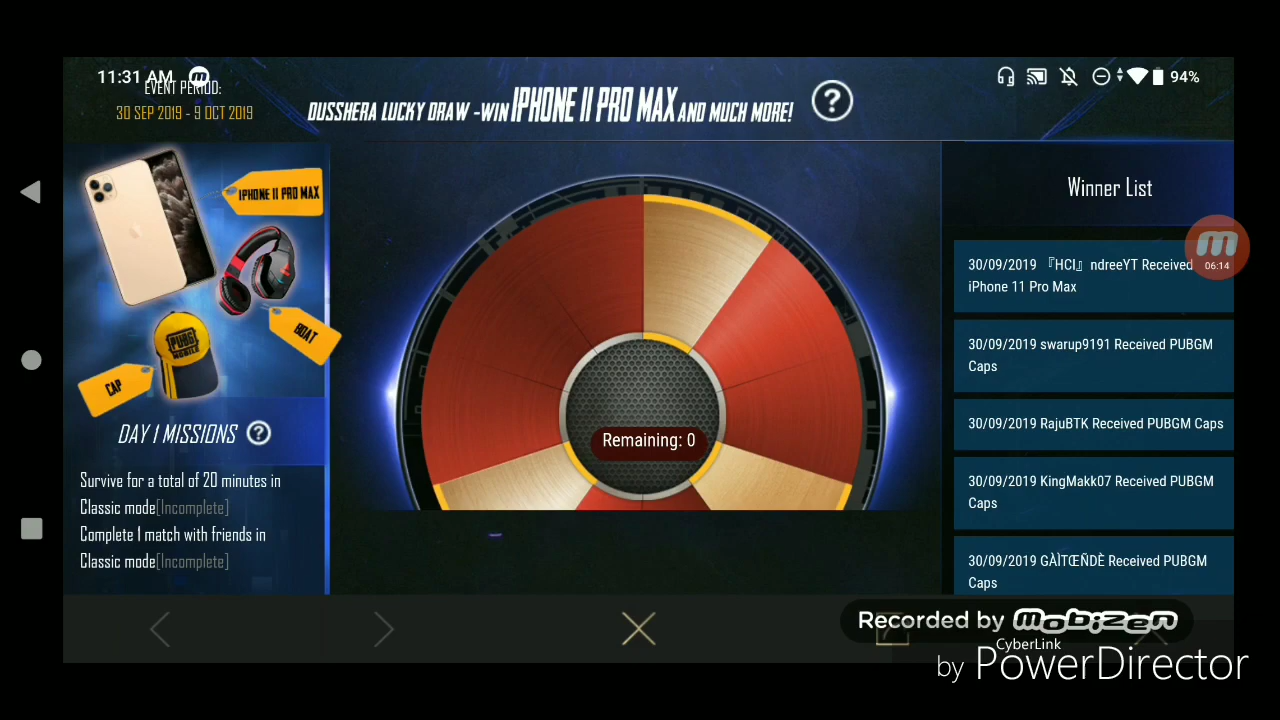 11:31 AM
94%
EVENT PERIOD:
30 SEP 2019 - 9 OCT 2019
DUSSHERA LUCKY DRAW -WIN IPHONE 11 PRO MAX AND MUCH MORE!
?
IPHONE 11 PRO MAX
BOAT
PUBG
MOBILE
CAP
DAY 1 MISSIONS ?
Survive for a total of 20 minutes in
Classic mode[Incomplete]
Complete 1 match with friends in
Classic mode[Incomplete]
Remaining: 0
Winner List
30/09/2019 『HCI』ndreeYT Received
iPhone 11 Pro Max
06:14
30/09/2019 swarup9191 Received PUBGM
Caps
30/09/2019 RajuBTK Received PUBGM Caps
30/09/2019 KingMakk07 Received PUBGM
Caps
30/09/2019 GÀÌTŒÑDÈ Received PUBGM
Caps
Recorded by mobizen
CyberLink
by PowerDirector